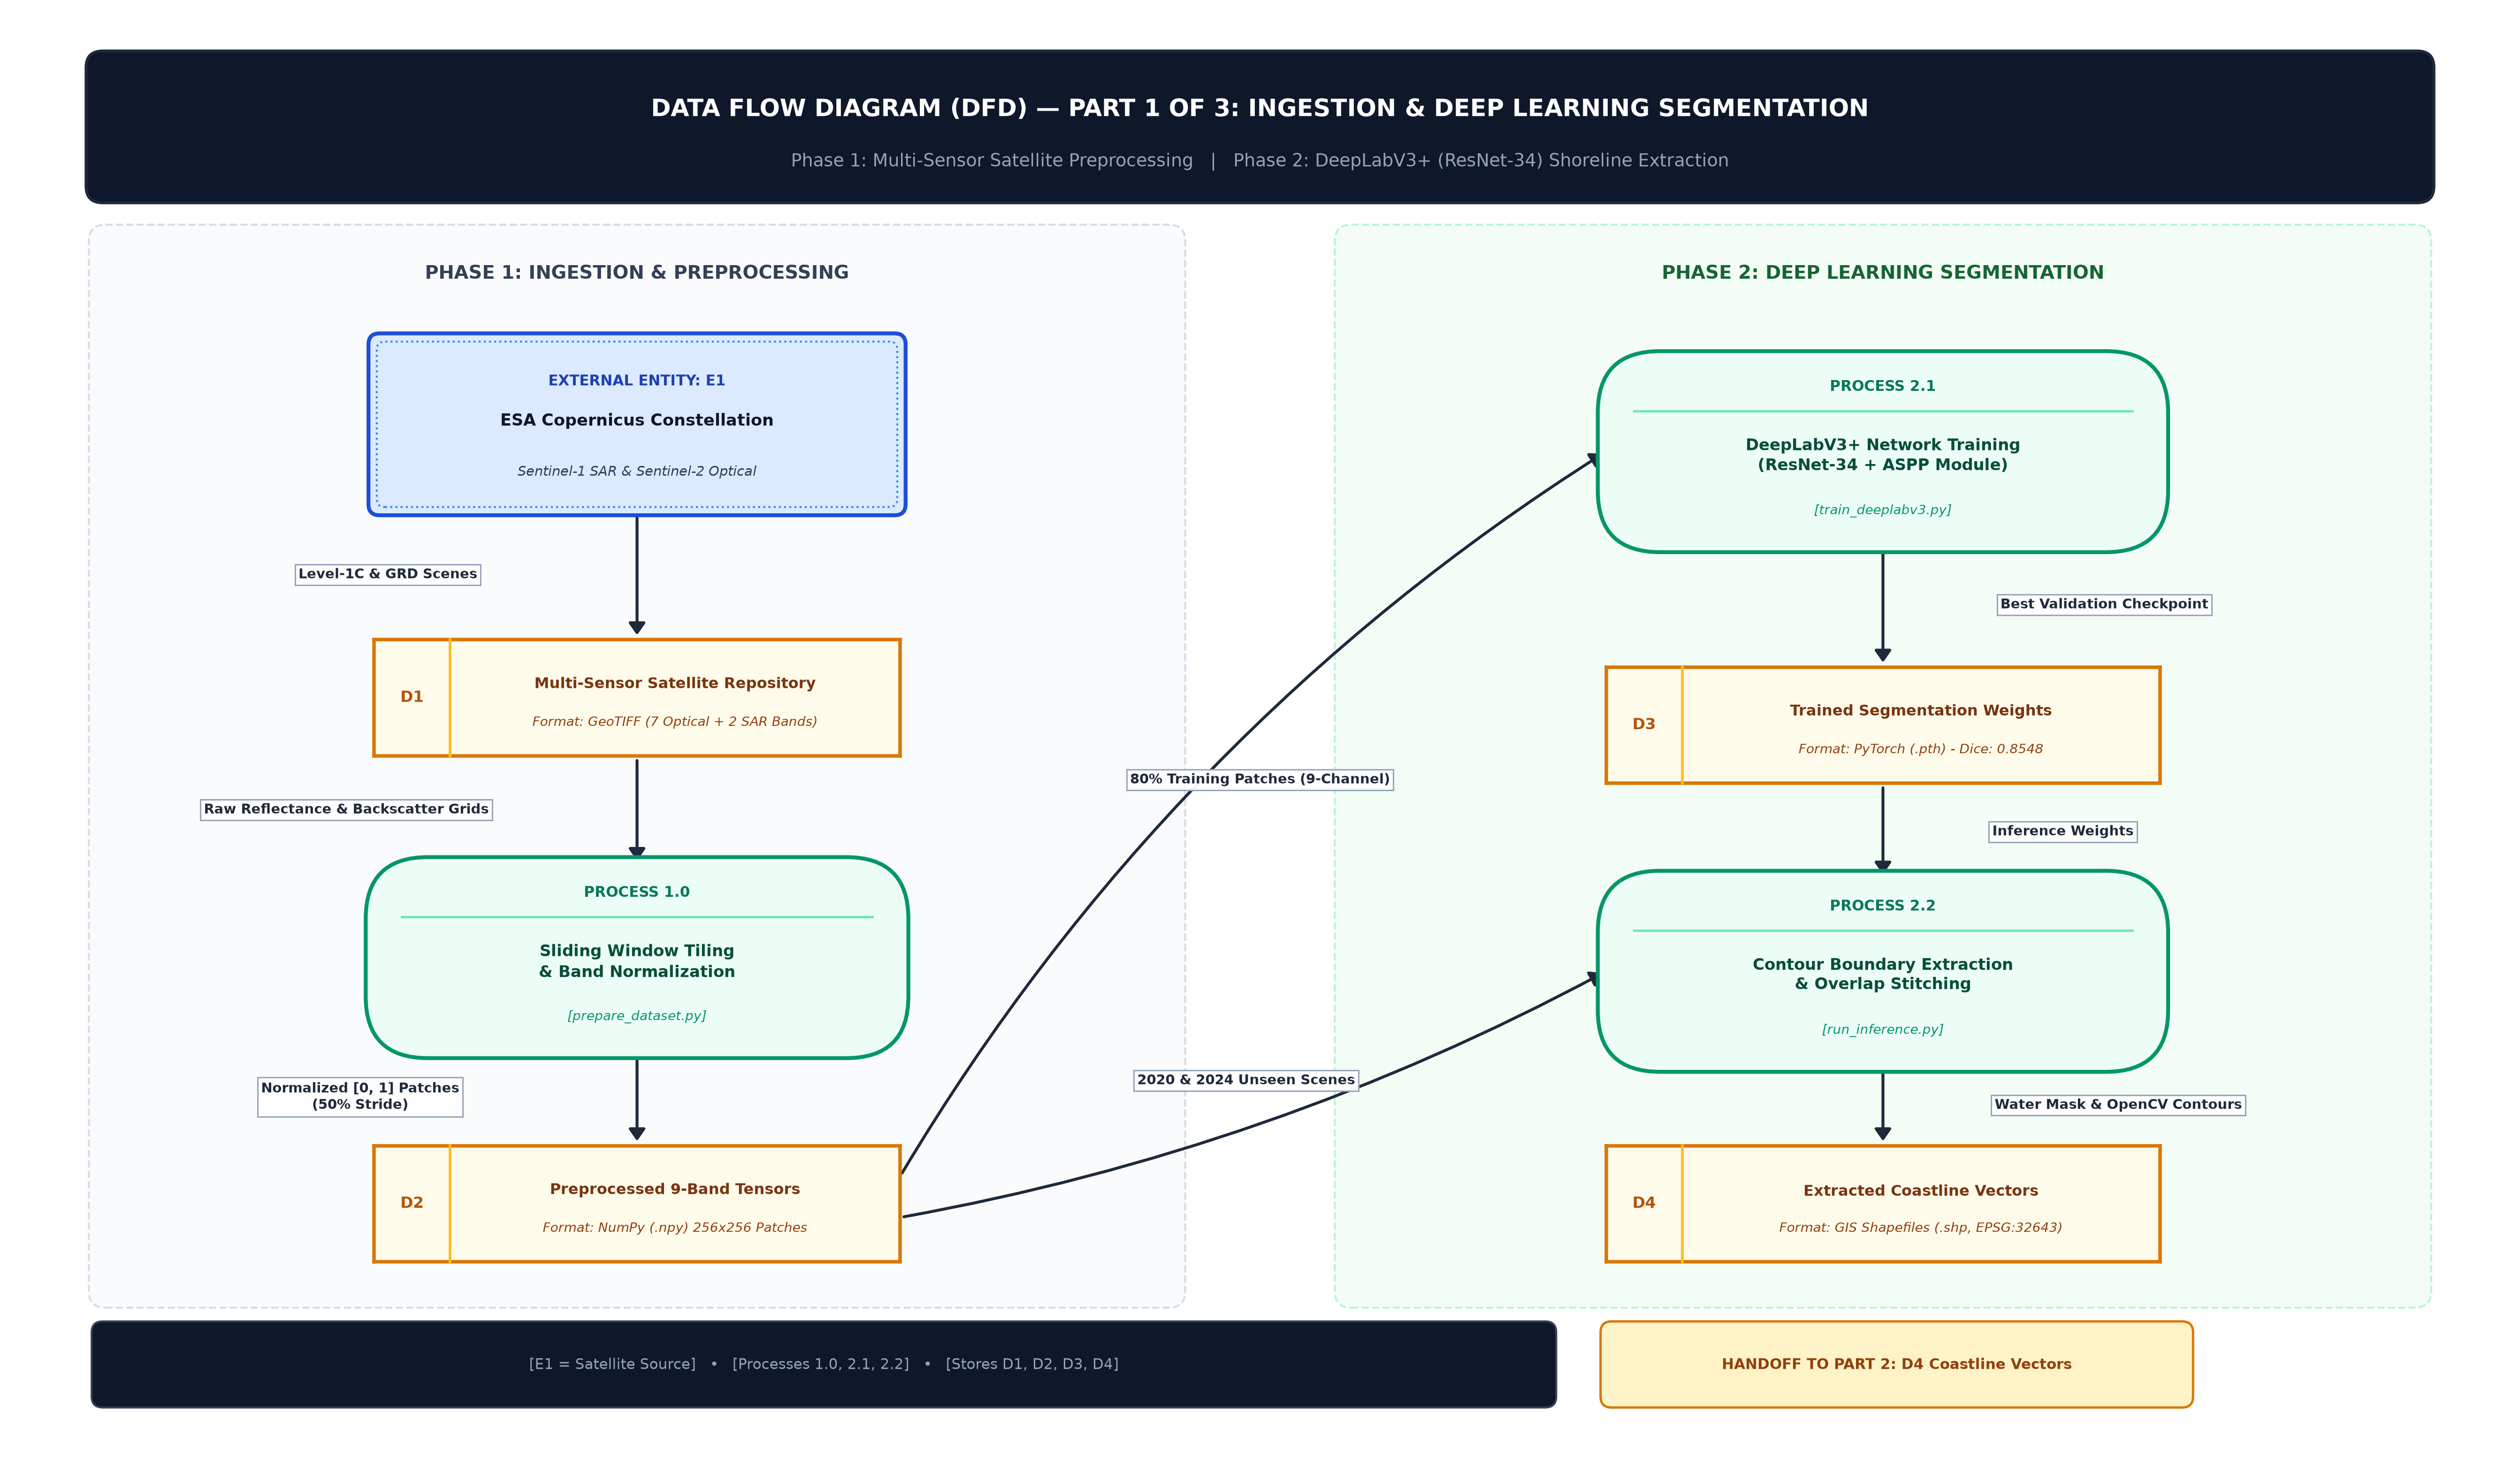 DATA FLOW DIAGRAM (DFD) — PART 1 OF 3: INGESTION & DEEP LEARNING SEGMENTATION
Phase 1: Multi-Sensor Satellite Preprocessing | Phase 2: DeepLabV3+ (ResNet-34) Shoreline Extraction
PHASE 1: INGESTION & PREPROCESSING
EXTERNAL ENTITY: E1
ESA Copernicus Constellation
Sentinel-1 SAR & Sentinel-2 Optical
Level-1C & GRD Scenes
D1
Multi-Sensor Satellite Repository
Format: GeoTIFF (7 Optical + 2 SAR Bands)
Raw Reflectance & Backscatter Grids
PROCESS 1.0
Sliding Window Tiling
& Band Normalization
[prepare_dataset.py]
Normalized [0, 1] Patches
(50% Stride)
D2
Preprocessed 9-Band Tensors
Format: NumPy (.npy) 256x256 Patches
80% Training Patches (9-Channel)
2020 & 2024 Unseen Scenes
PHASE 2: DEEP LEARNING SEGMENTATION
PROCESS 2.1
DeepLabV3+ Network Training
(ResNet-34 + ASPP Module)
[train_deeplabv3.py]
Best Validation Checkpoint
D3
Trained Segmentation Weights
Format: PyTorch (.pth) - Dice: 0.8548
Inference Weights
PROCESS 2.2
Contour Boundary Extraction
& Overlap Stitching
[run_inference.py]
Water Mask & OpenCV Contours
D4
Extracted Coastline Vectors
Format: GIS Shapefiles (.shp, EPSG:32643)
[E1 = Satellite Source] • [Processes 1.0, 2.1, 2.2] • [Stores D1, D2, D3, D4]
HANDOFF TO PART 2: D4 Coastline Vectors